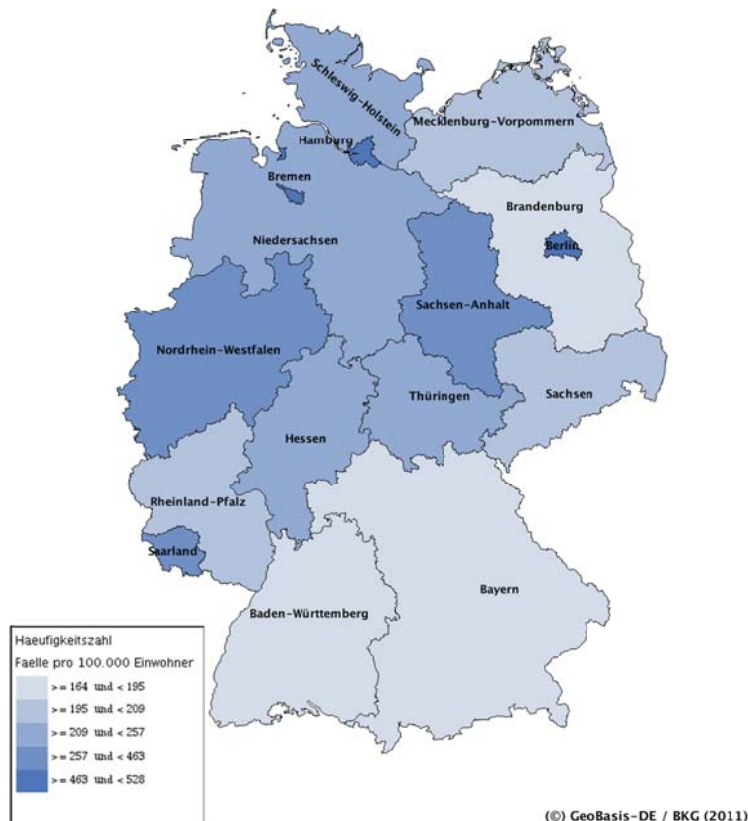 Schleswig-Holstein
Mecklenburg-Vorpommern
Hamburg
Bremen
Brandenburg
Niedersachsen
Berlin
Sachsen-Anhalt
Nordrhein-Westfalen
Thüringen
Sachsen
Hessen
Rheinland-Pfalz
Saarland
Bayern
Baden-Württemberg
Haeufigkeitszahl
Faelle pro 100.000 Einwohner
>= 164 und < 195
>= 195 und < 209
>= 209 und < 257
>= 257 und < 463
>= 463 und < 528
(©) GeoBasis-DE / BKG (2011)